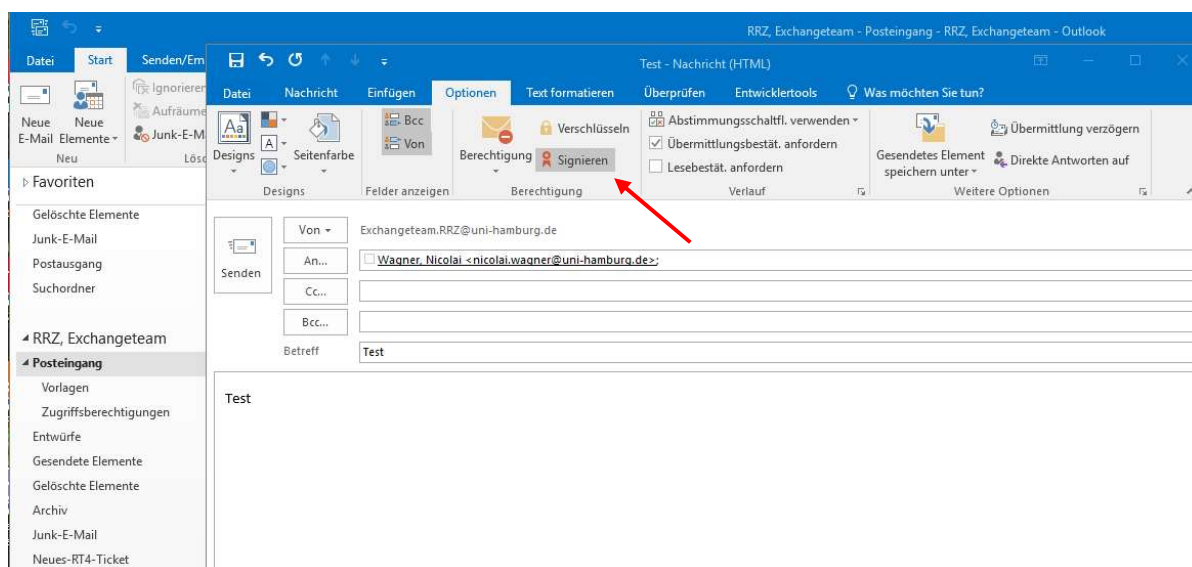 RRZ, Exchangeteam - Posteingang - RRZ, Exchangeteam - Outlook
Datei Start Senden/Em
Test - Nachricht (HTML)
Datei Nachricht Einfügen Optionen Text formatieren Überprüfen Entwicklertools Was möchten Sie tun?
Neue E-Mail
Neue Elemente
Ignorieren
Aufräume
Junk-E-M
Neu
Lösc
Aa
Designs
A
Seitenfarbe
Designs
Bcc
Von
Felder anzeigen
Berechtigung
Verschlüsseln
Signieren
Berechtigung
Abstimmungsschaltfl. verwenden
Übermittlungsbestät. anfordern
Lesebestät. anfordern
Verlauf
Gesendetes Element
speichern unter
Übermittlung verzögern
Direkte Antworten auf
Weitere Optionen
Favoriten
Gelöschte Elemente
Junk-E-Mail
Postausgang
Suchordner
RRZ, Exchangeteam
Posteingang
Vorlagen
Zugriffsberechtigungen
Entwürfe
Gesendete Elemente
Gelöschte Elemente
Archiv
Junk-E-Mail
Neues-RT4-Ticket
Senden
Von Exchangeteam.RRZ@uni-hamburg.de
An... Wagner, Nicolai <nicolai.wagner@uni-hamburg.de>;
Cc...
Bcc...
Betreff Test
Test